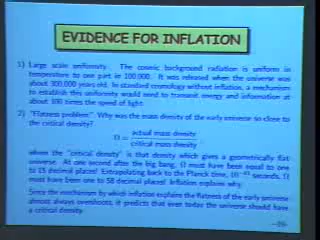 EVIDENCE FOR INFLATION
1) Large scale uniformity. The cosmic background radiation is uniform in
temperature to one part in 100,000. It was released when the universe was
about 300,000 years old. In standard cosmology without inflation, a mechanism
to establish this uniformity would need to transmit energy and information at
about 100 times the speed of light.
2) "Flatness problem". Why was the mass density of the early universe so close
to the critical density?
Ω = actual mass density
critical mass density
where the "critical density" is that density which gives a geometrically flat
universe. At one second after the big bang, Ω must have been equal to one
to 15 decimal places! Extrapolating back to the Planck time, 10⁻⁴³ seconds, Ω
must have been one to 58 decimal places! Inflation explains why.
Since the mechanism by which inflation explains the flatness of the early universe
almost always overshoots, it predicts that even today the universe should have
a critical density.